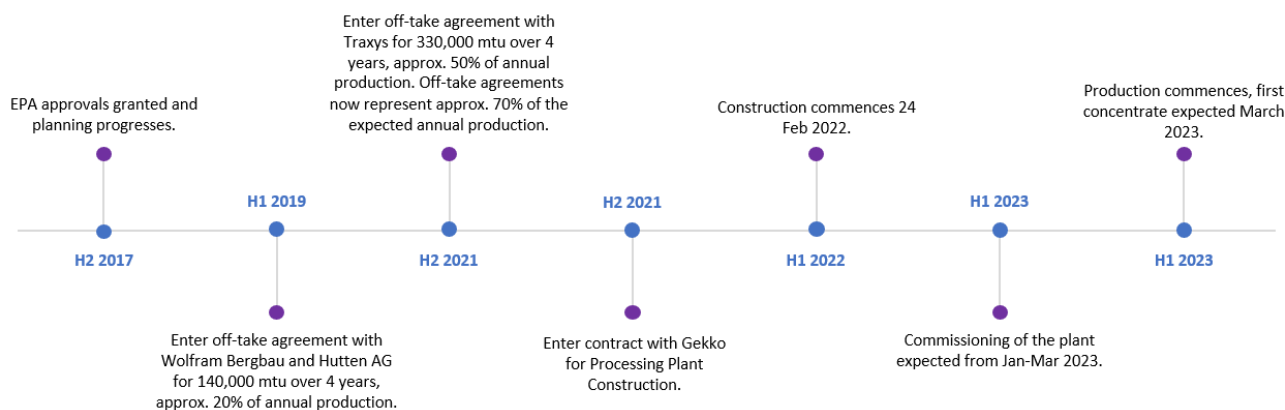 EPA approvals granted and
planning progresses.
H2 2017
H1 2019
Enter off-take agreement with
Wolfram Bergbau and Hutten AG
for 140,000 mtu over 4 years,
approx. 20% of annual production.
Enter off-take agreement with
Traxys for 330,000 mtu over 4
years, approx. 50% of annual
production. Off-take agreements
now represent approx. 70% of the
expected annual production.
H2 2021
H2 2021
Enter contract with Gekko
for Processing Plant
Construction.
Construction commences 24
Feb 2022.
H1 2022
H1 2023
Commissioning of the plant
expected from Jan-Mar 2023.
Production commences, first
concentrate expected March
2023.
H1 2023